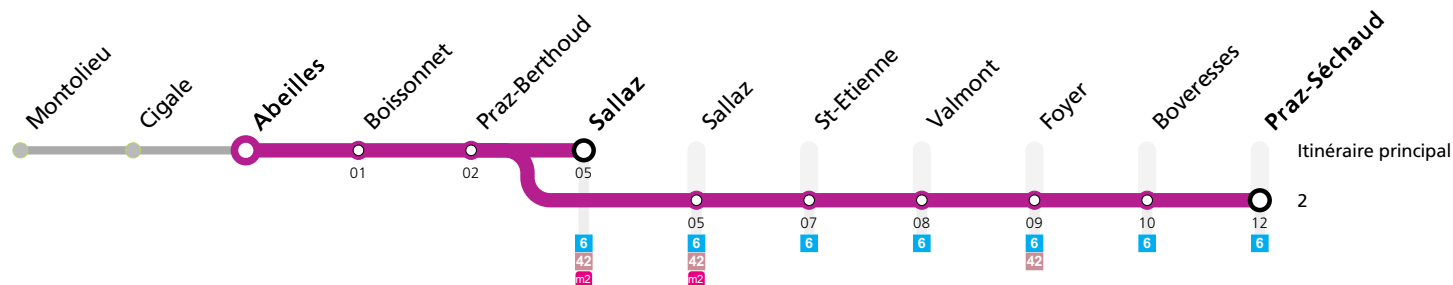 Montolieu
Cigale
Abeilles
Boissonnet
Praz-Berthoud
Sallaz
Sallaz
St-Etienne
Valmont
Foyer
Boveresses
Praz-Séchaud
Itinéraire principal
01 02 05
2
05 07 08 09 10 12
6 6 6 6 6 6 6
42 42 42
m2 m2